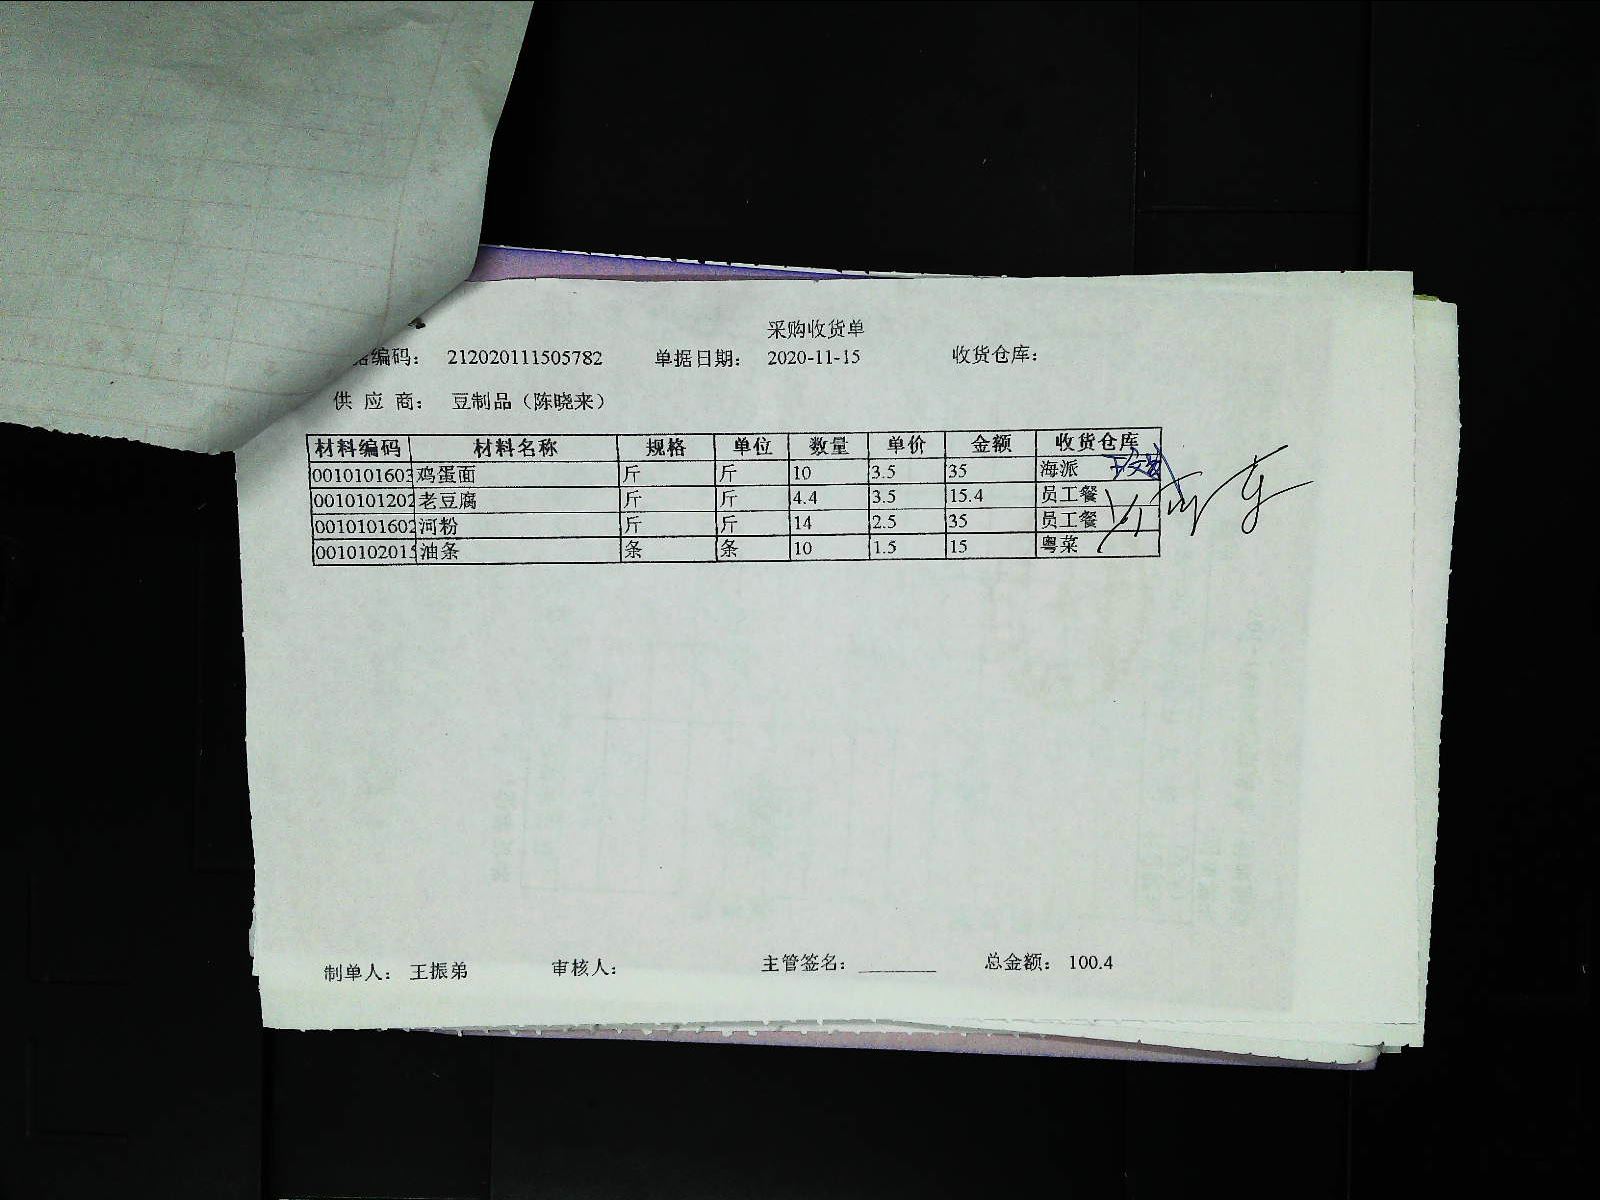 采购收货单
编码： 212020111505782 单据日期： 2020-11-15 收货仓库：
供 应 商： 豆制品（陈晓来）
材料编码 材料名称 规格 单位 数量 单价 金额 收货仓库
0010101603 鸡蛋面 斤 斤 10 3.5 35 海派
0010101202 老豆腐 斤 斤 4.4 3.5 15.4 员工餐
0010101602 河粉 斤 斤 14 2.5 35 员工餐
0010102015 油条 条 条 10 1.5 15 粤菜
制单人： 王振弟 审核人： 主管签名：________ 总金额： 100.4